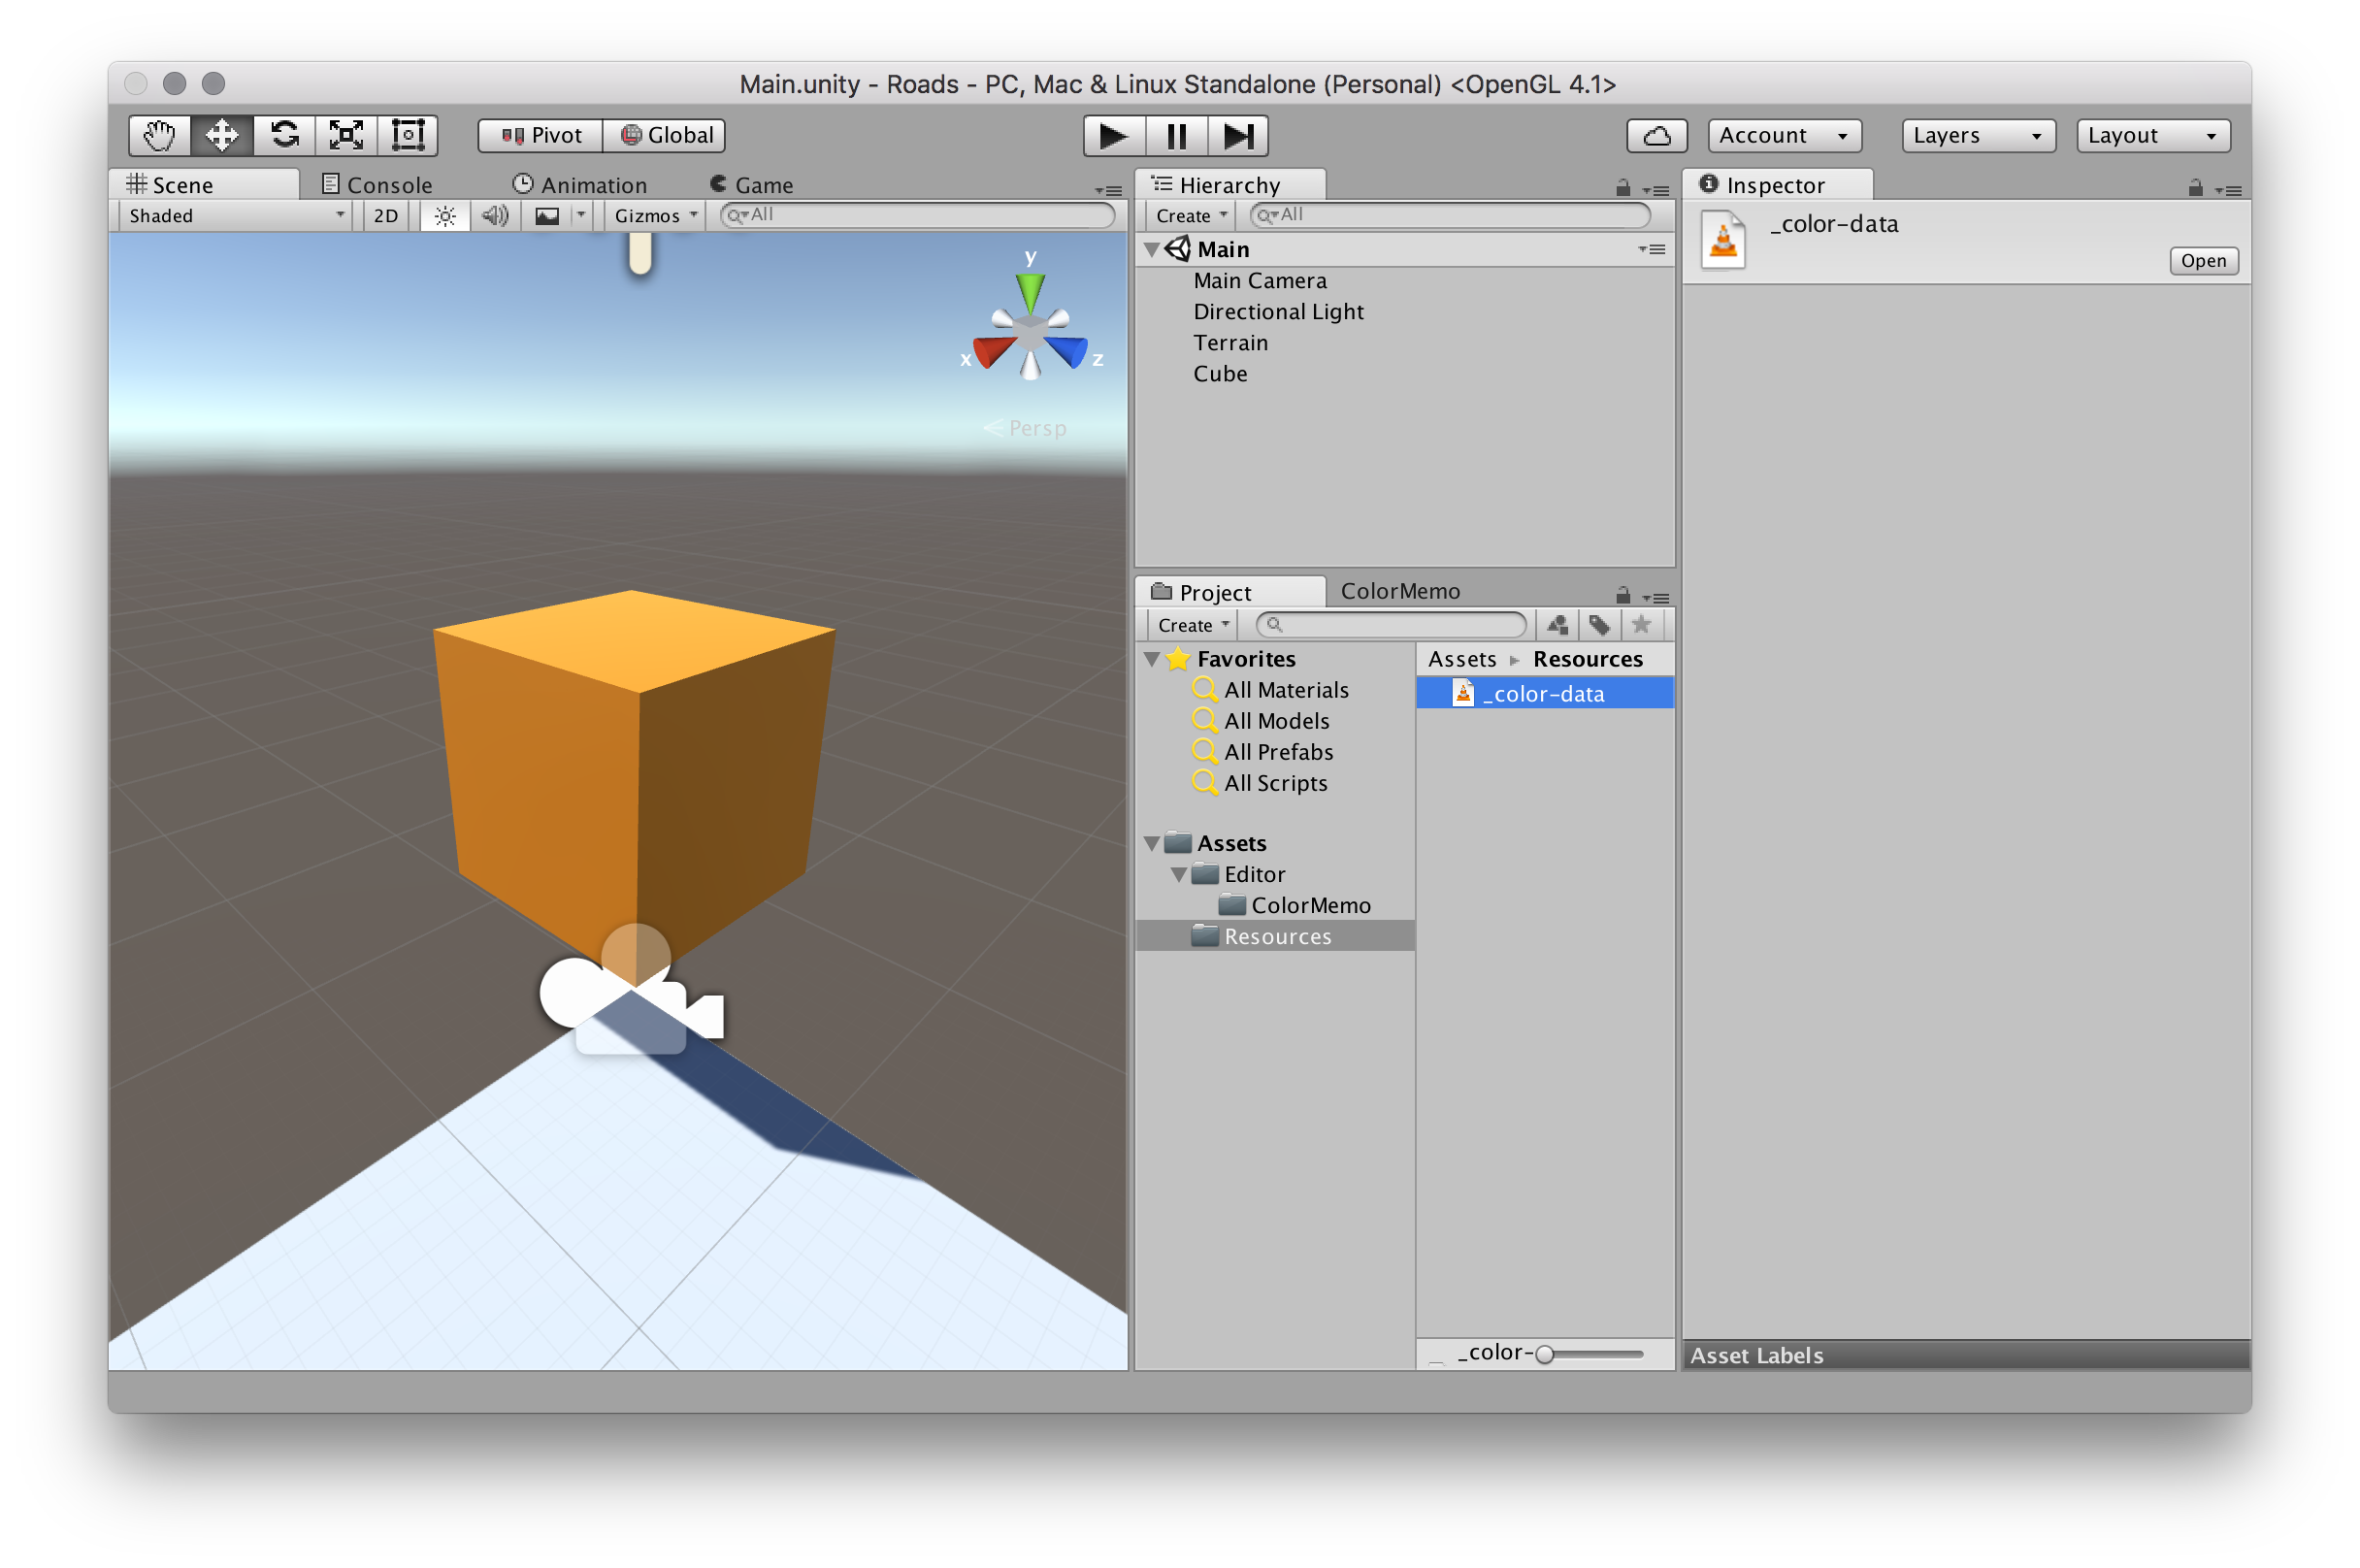 Main.unity - Roads - PC, Mac & Linux Standalone (Personal) <OpenGL 4.1>
Pivot Global Account Layers Layout
Scene Console Animation Game
Shaded 2D Gizmos All
y
x z
Persp
Hierarchy
Create All
Main
Main Camera
Directional Light
Terrain
Cube
Project ColorMemo
Create
Favorites
All Materials
All Models
All Prefabs
All Scripts
Assets
Editor
ColorMemo
Resources
Assets Resources
_color-data
_color-
Inspector
_color-data
Open
Asset Labels